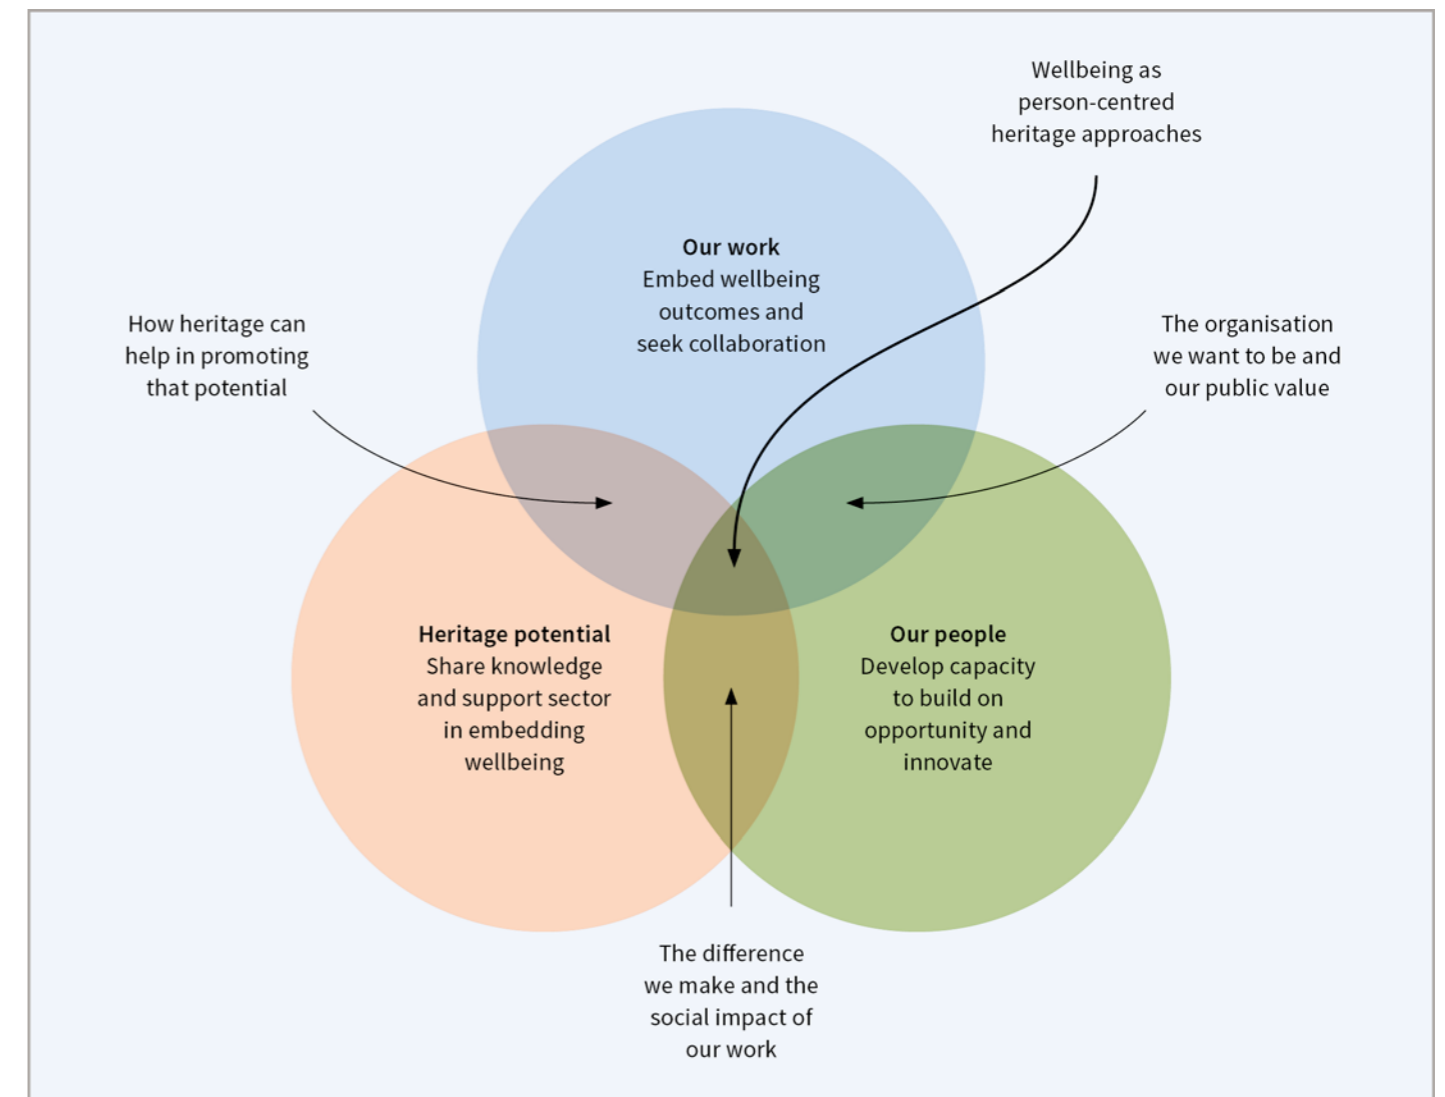 Wellbeing as
person-centred
heritage approaches
Our work
Embed wellbeing
outcomes and
seek collaboration
How heritage can
help in promoting
that potential
The organisation
we want to be and
our public value
Heritage potential
Share knowledge
and support sector
in embedding
wellbeing
Our people
Develop capacity
to build on
opportunity and
innovate
The difference
we make and the
social impact of
our work